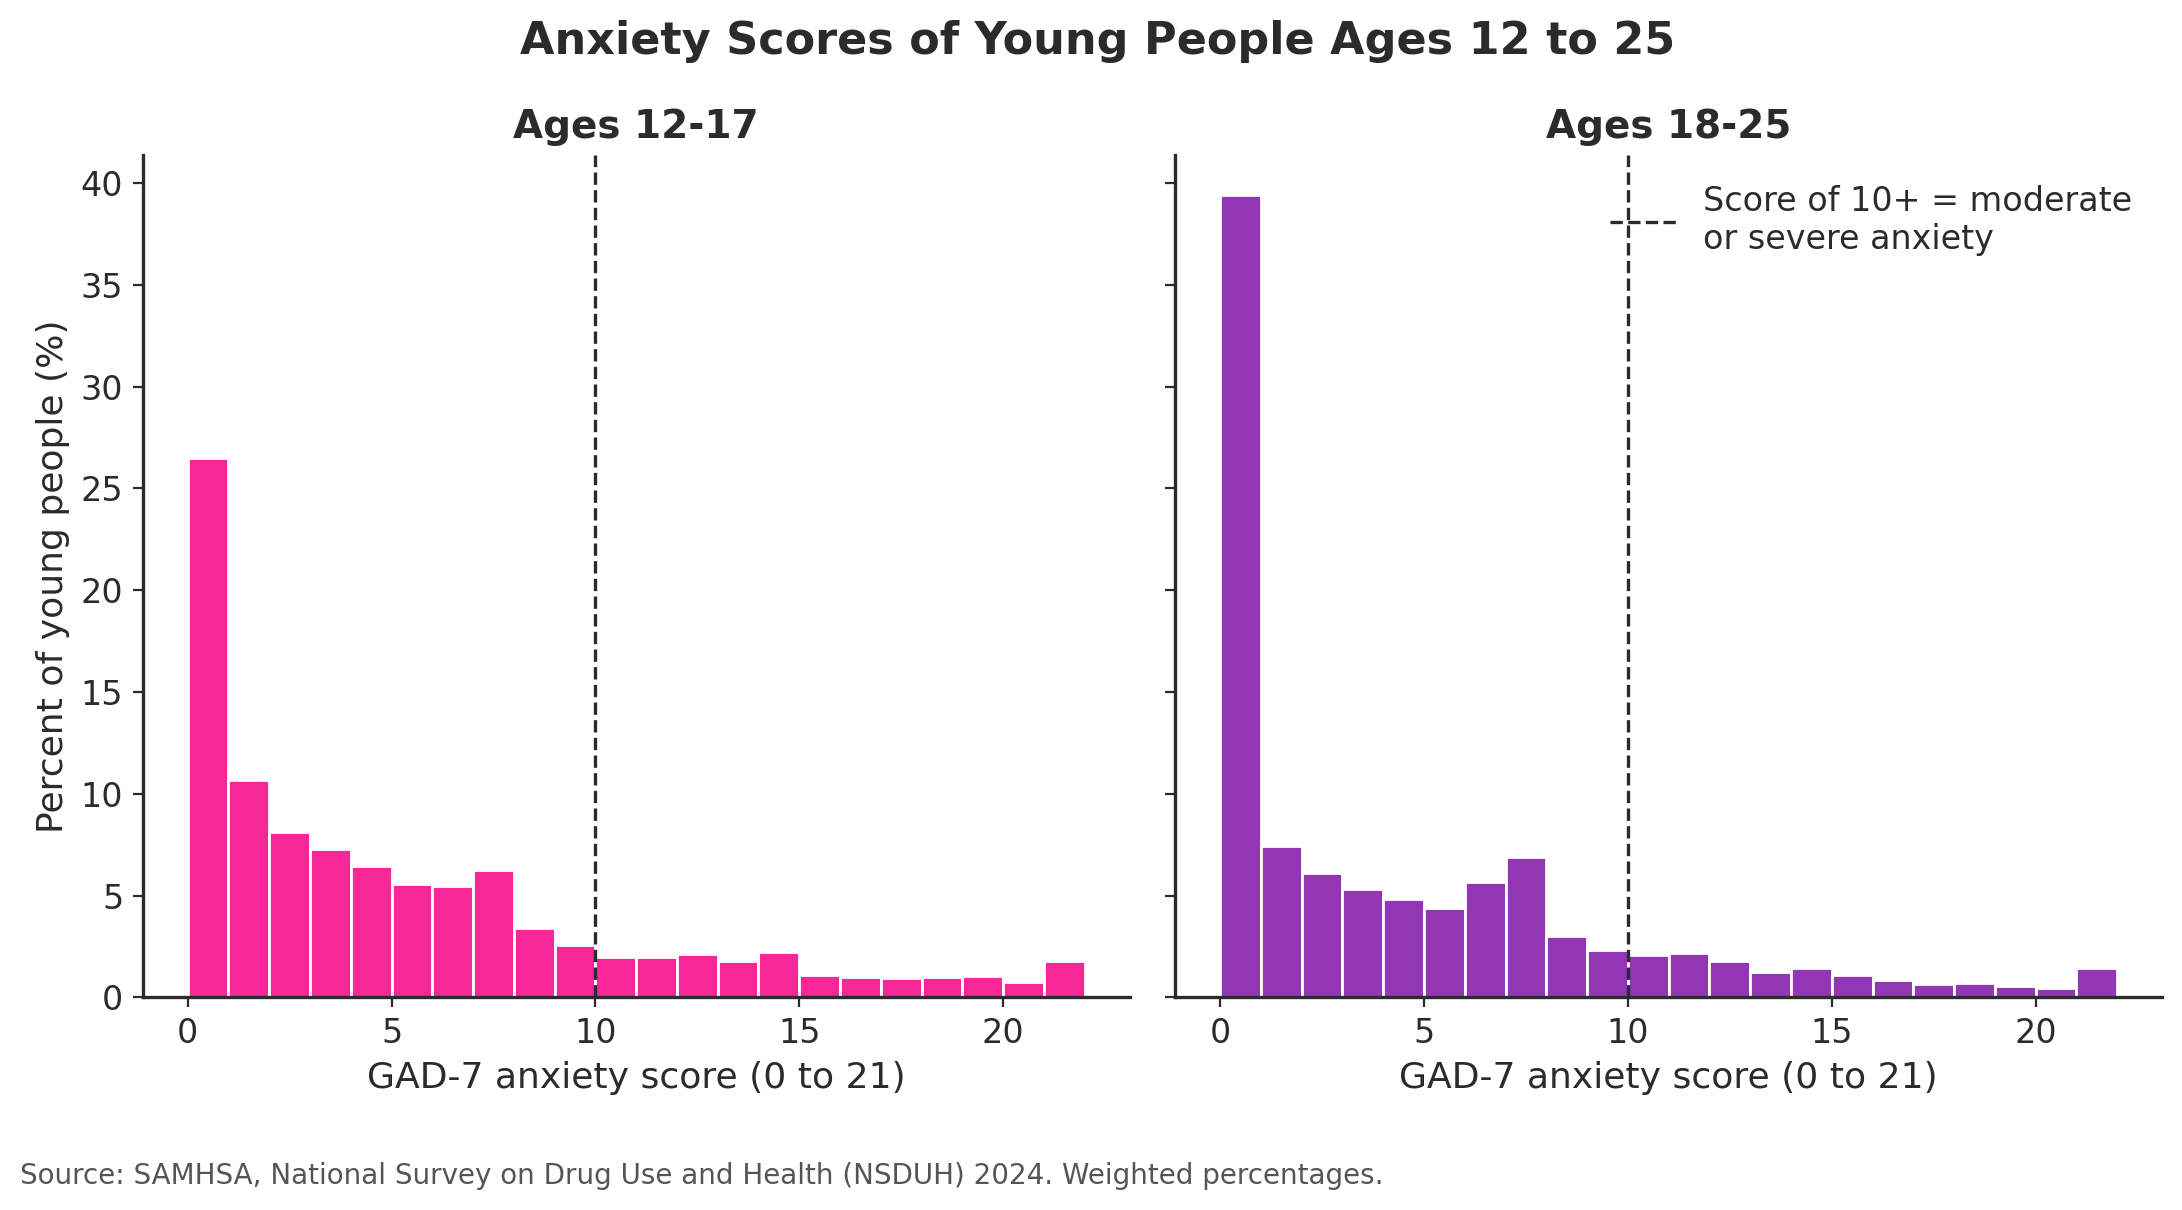 Anxiety Scores of Young People Ages 12 to 25
Ages 12-17
Percent of young people (%)
40
35
30
25
20
15
10
5
0
0 5 10 15 20
GAD-7 anxiety score (0 to 21)
Ages 18-25
Score of 10+ = moderate
or severe anxiety
0 5 10 15 20
GAD-7 anxiety score (0 to 21)
Source: SAMHSA, National Survey on Drug Use and Health (NSDUH) 2024. Weighted percentages.